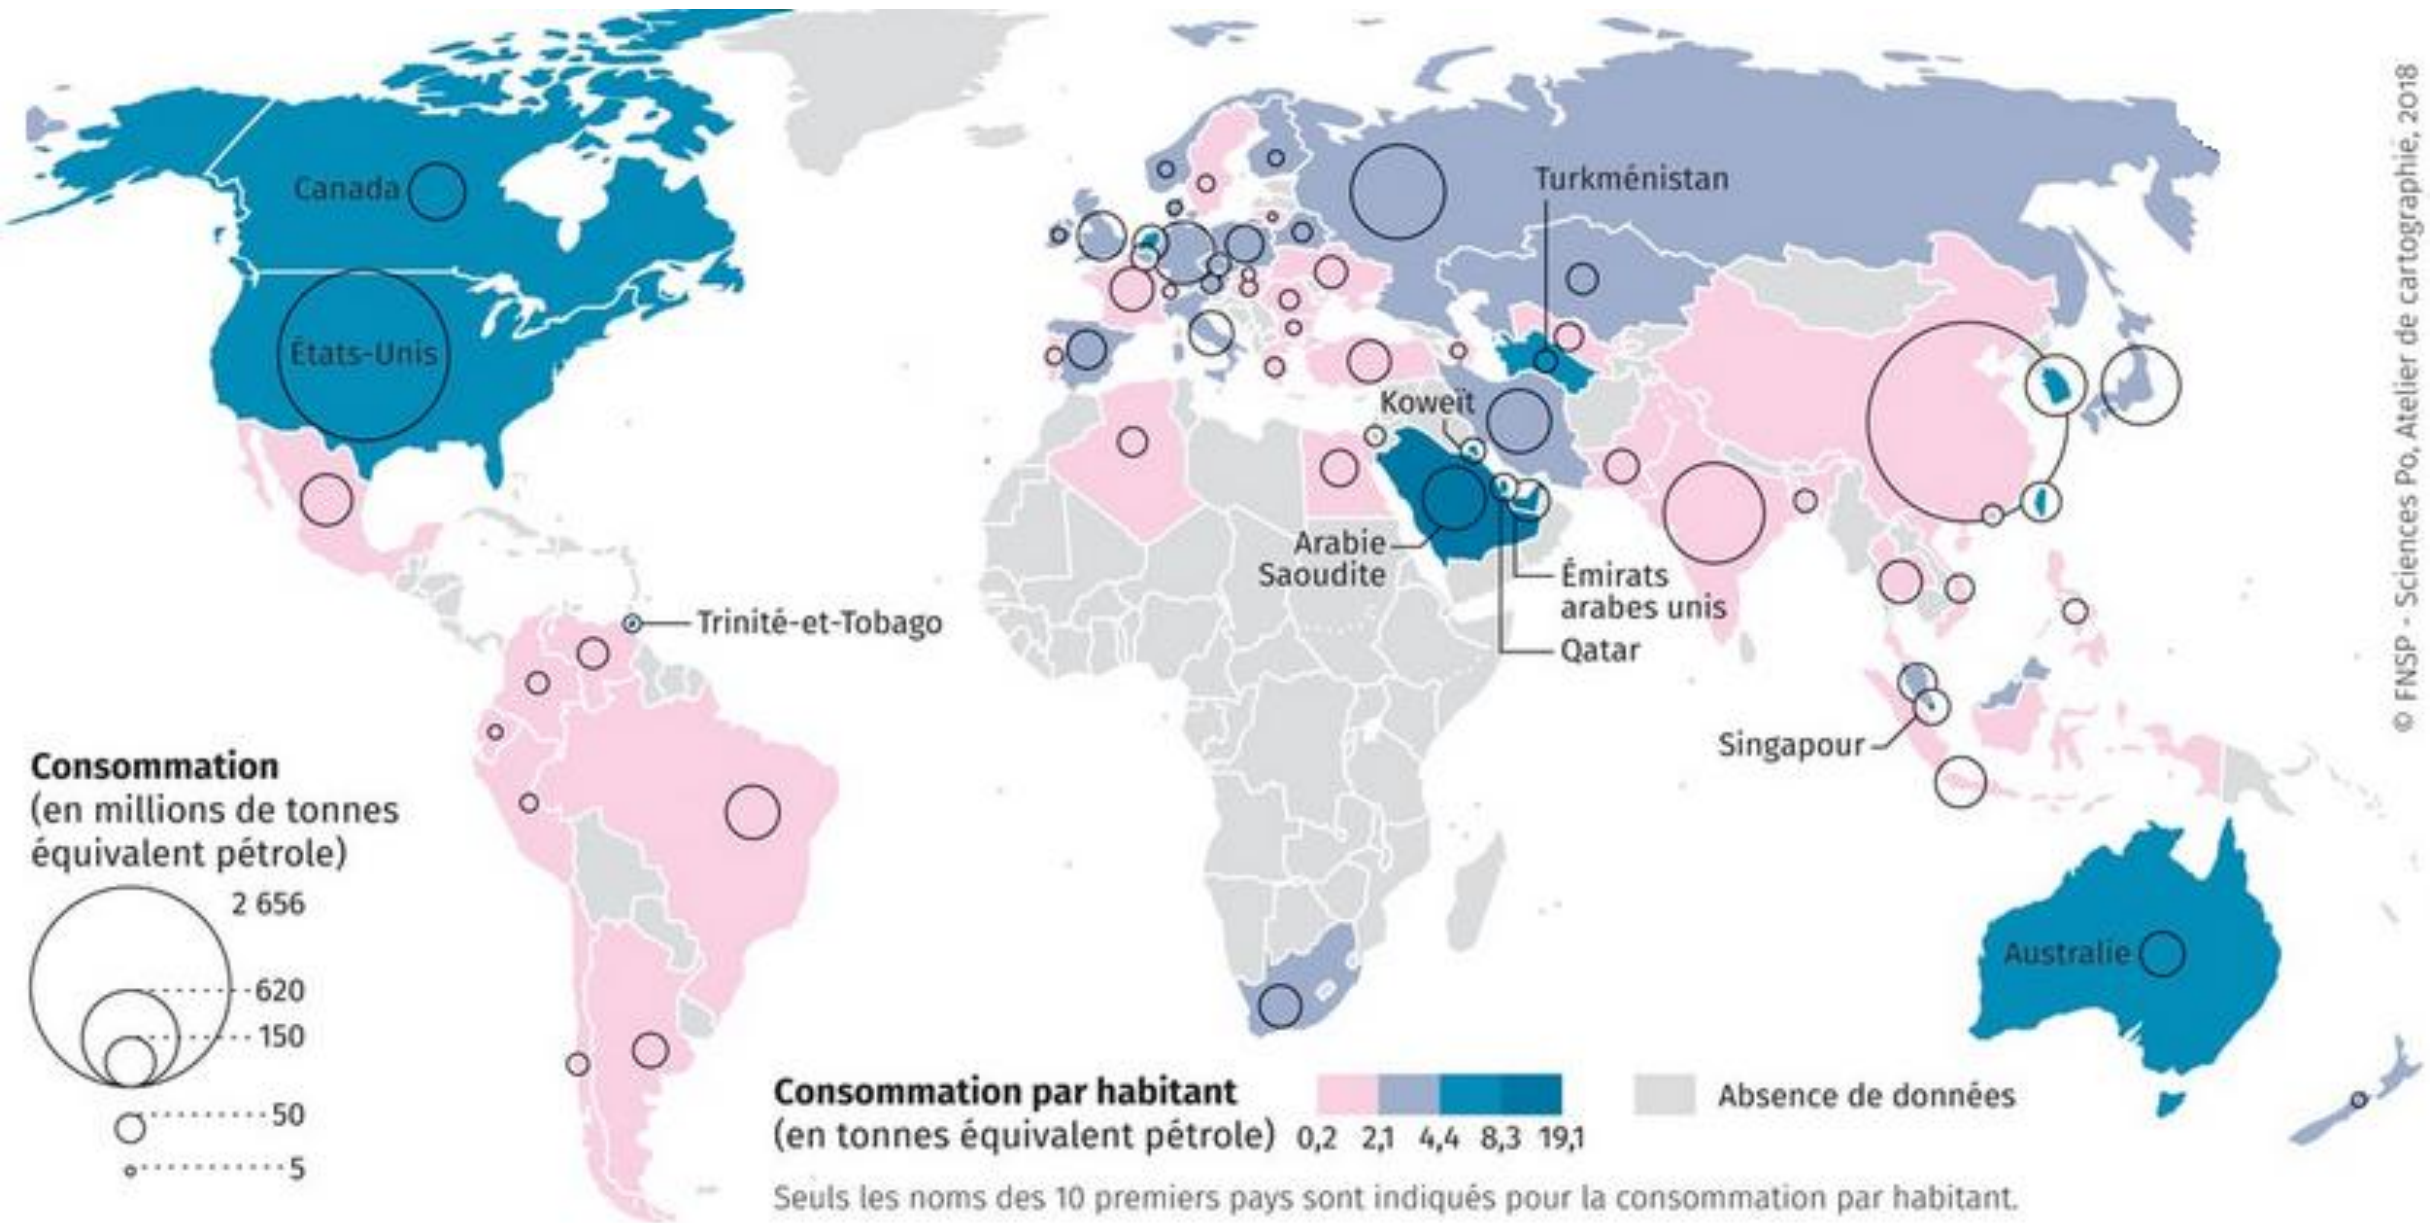 Canada
États-Unis
Turkménistan
Koweït
Arabie
Saoudite
Émirats
arabes unis
Qatar
Trinité-et-Tobago
Singapour
Australie
Consommation
(en millions de tonnes
équivalent pétrole)
2 656
620
150
50
5
Consommation par habitant
(en tonnes équivalent pétrole) 0,2 2,1 4,4 8,3 19,1
Absence de données
Seuls les noms des 10 premiers pays sont indiqués pour la consommation par habitant.
© FNSP - Sciences Po, Atelier de cartographie, 2018